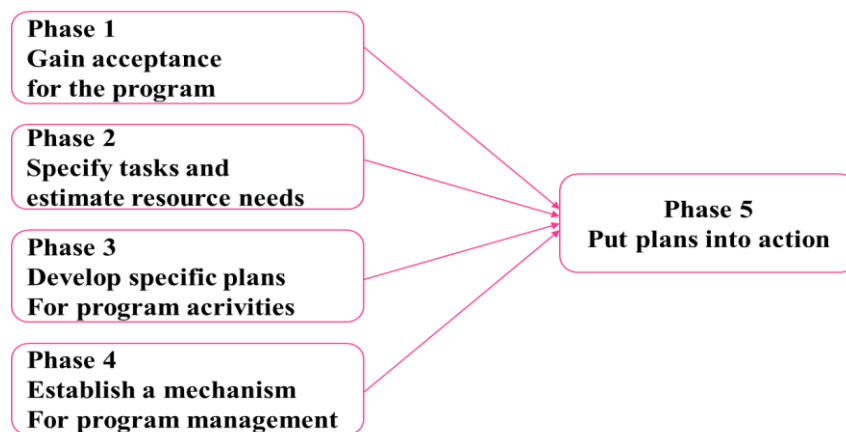 Phase 1
Gain acceptance
for the program
Phase 2
Specify tasks and
estimate resource needs
Phase 3
Develop specific plans
For program acrivities
Phase 4
Establish a mechanism
For program management
Phase 5
Put plans into action